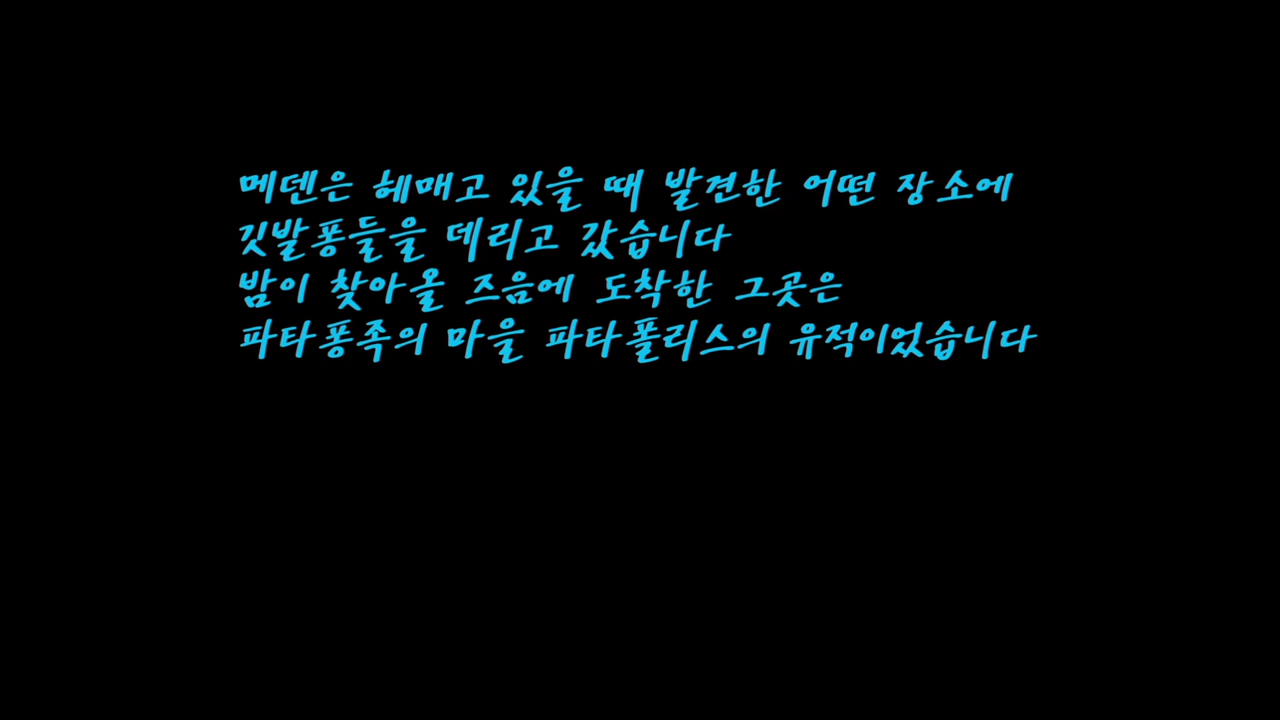 메덴은 헤매고 있을 때 발견한 어떤 장소에
깃발퐁들을 데리고 갔습니다
밤이 찾아올 즈음에 도착한 그곳은
파타퐁족의 마을 파타폴리스의 유적이었습니다